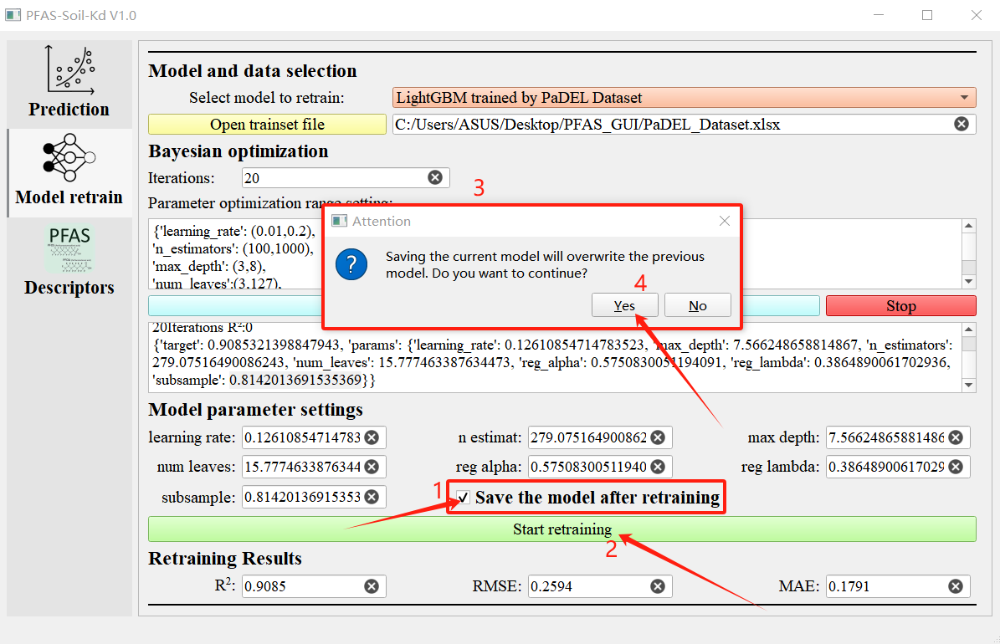 PFAS-Soil-Kd V1.0
Prediction
Model retrain
PFAS
Descriptors
Model and data selection
Select model to retrain: LightGBM trained by PaDEL Dataset
Open trainset file C:/Users/ASUS/Desktop/PFAS_GUI/PaDEL_Dataset.xlsx
Bayesian optimization
Iterations: 20
3
Parameter optimization range setting:
{'learning_rate': (0.01,0.2),
'n_estimators': (100,1000),
'max_depth': (3,8),
'num_leaves':(3,127),
Attention
Saving the current model will overwrite the previous
model. Do you want to continue?
4
Yes No
Stop
20Iterations R²:0
{'target': 0.9085321398847943, 'params': {'learning_rate': 0.12610854714783523, 'max_depth': 7.566248658814867, 'n_estimators':
279.07516490086243, 'num_leaves': 15.777463387634473, 'reg_alpha': 0.5750830051194091, 'reg_lambda': 0.3864890061702936,
'subsample': 0.8142013691535369}}
Model parameter settings
learning rate: 0.12610854714783 n estimat: 279.075164900862 max depth: 7.56624865881486
num leaves: 15.7774633876344 reg alpha: 0.57508300511940 reg lambda: 0.38648900617029
subsample: 0.81420136915353 1 Save the model after retraining
Start retraining
2
Retraining Results
R²: 0.9085 RMSE: 0.2594 MAE: 0.1791